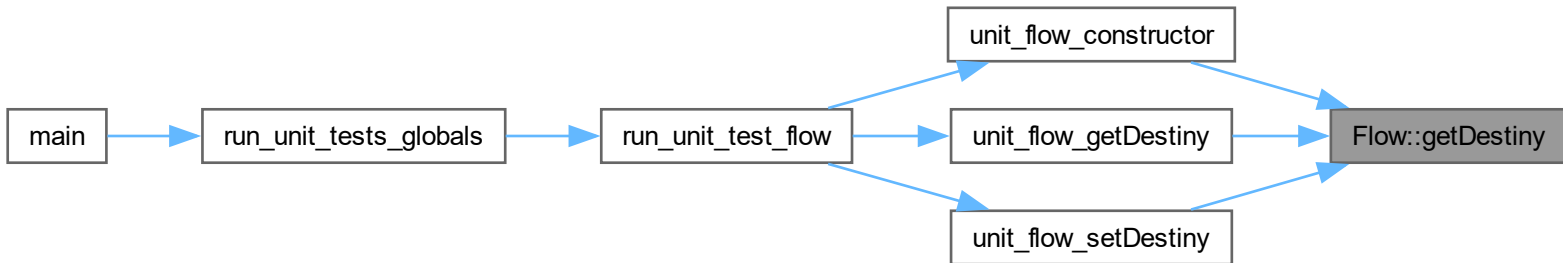 main
run_unit_tests_globals
run_unit_test_flow
unit_flow_constructor
unit_flow_getDestiny
unit_flow_setDestiny
Flow::getDestiny